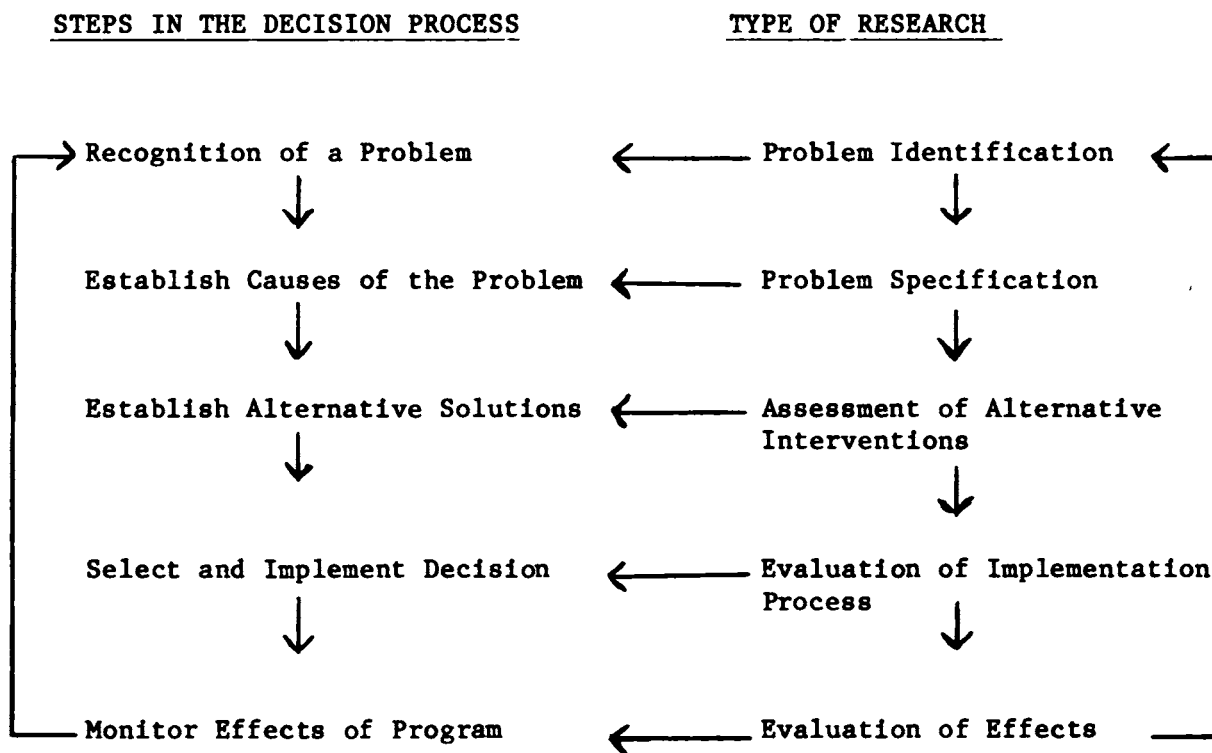 STEPS IN THE DECISION PROCESS
TYPE OF RESEARCH
Recognition of a Problem
Problem Identification
Establish Causes of the Problem
Problem Specification
Establish Alternative Solutions
Assessment of Alternative
Interventions
Select and Implement Decision
Evaluation of Implementation
Process
Monitor Effects of Program
Evaluation of Effects